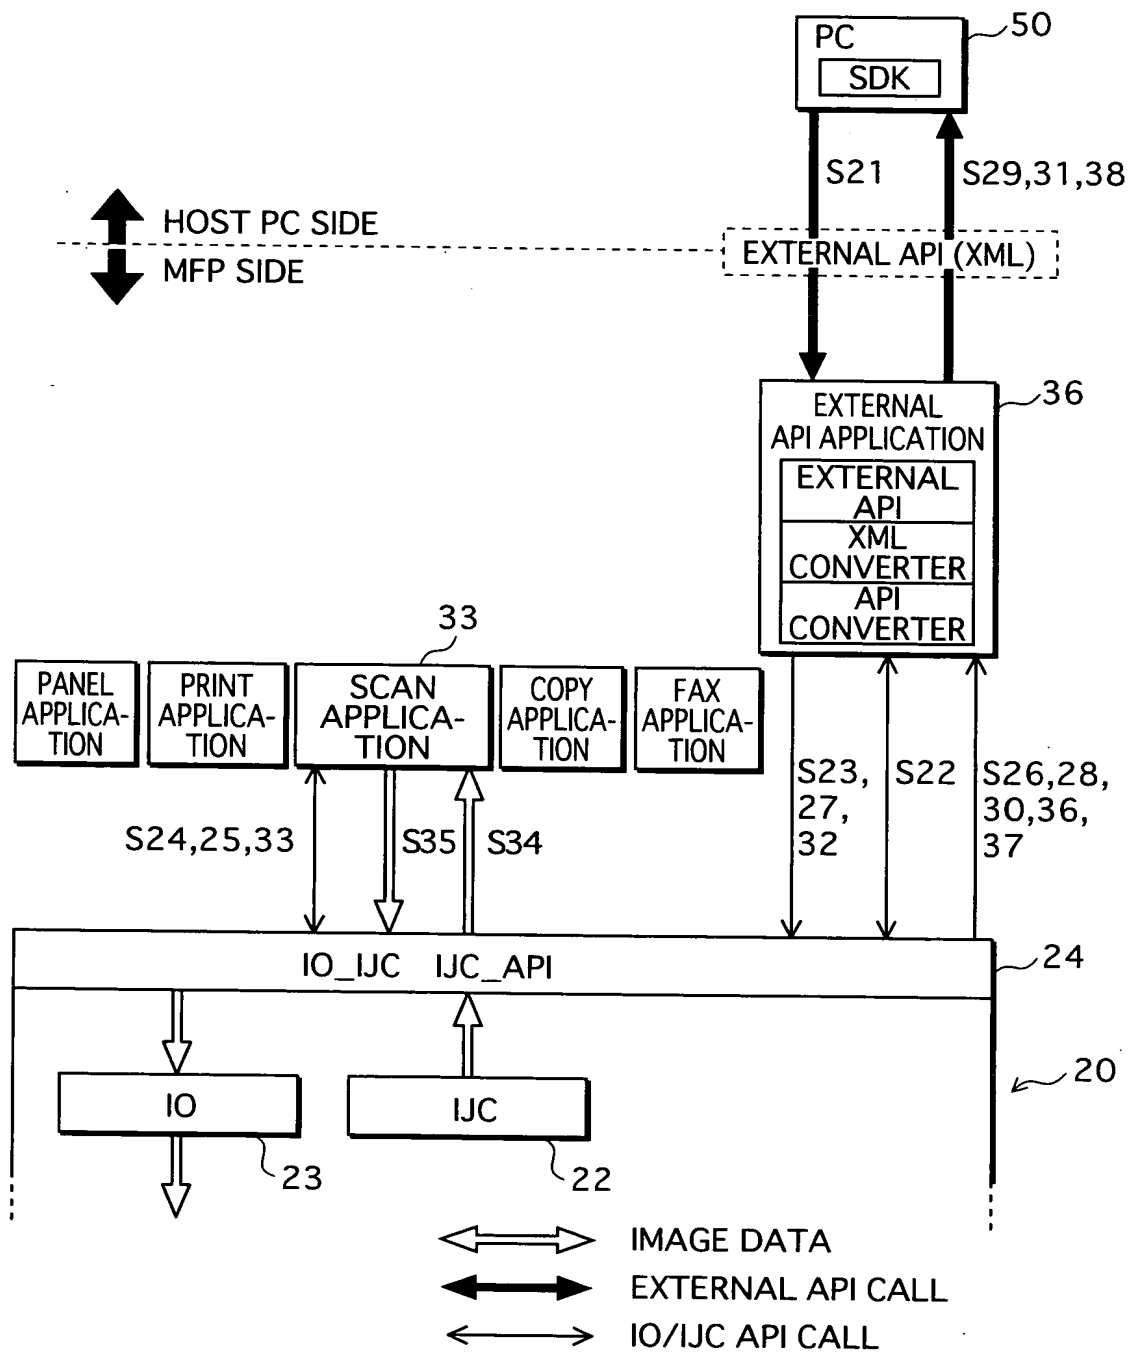 50
PC
SDK
S21
S29,31,38
HOST PC SIDE
MFP SIDE
EXTERNAL API (XML)
36
EXTERNAL
API APPLICATION
EXTERNAL
API
XML
CONVERTER
API
CONVERTER
33
PANEL
APPLICA-
TION
PRINT
APPLICA-
TION
SCAN
APPLICA-
TION
COPY
APPLICA-
TION
FAX
APPLICA-
TION
S24,25,33
S35
S34
S23,
27,
32
S22
S26,28,
30,36,
37
IO_IJC IJC_API
24
IO
23
IJC
22
20
IMAGE DATA
EXTERNAL API CALL
IO/IJC API CALL